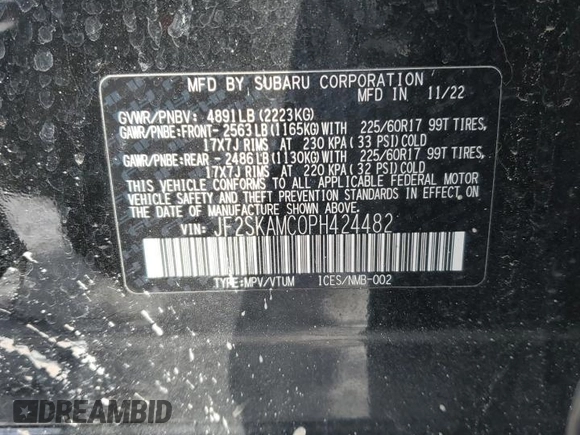 MFD BY SUBARU CORPORATION
MFD IN 11/22
GVWR/PNBV: 4891LB(2223KG)
GAWR/PNBE:FRONT-2563LB(1165KG)WITH 225/60R17 99T TIRES,
17X7J RIMS AT 230 KPA(33 PSI)COLD
GAWR/PNBE:REAR -2486LB(1130KG)WITH 225/60R17 99T TIRES,
17X7J RIMS AT 220 KPA(32 PSI)COLD
THIS VEHICLE CONFORMS TO ALL APPLICABLE FEDERAL MOTOR
VEHICLE SAFETY AND THEFT PREVENTION STANDARDS IN EFFECT
ON THE DATE OF MANUFACTURE SHOWN ABOVE.
VIN: JF2SKAMC0PH424482
TYPE:MPV/VTUM ICES/NMB-002
DREAMBID